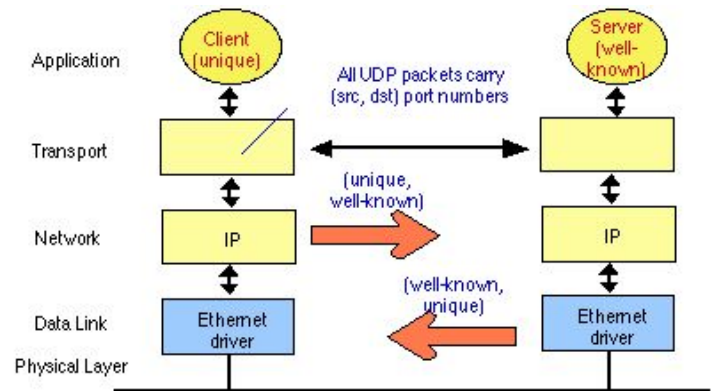 Application
Client
(unique)
Server
(well-
known)
All UDP packets carry
(src, dst) port numbers
Transport
(unique,
well-known)
Network
IP
IP
(well-known,
unique)
Data Link
Ethernet
driver
Ethernet
driver
Physical Layer